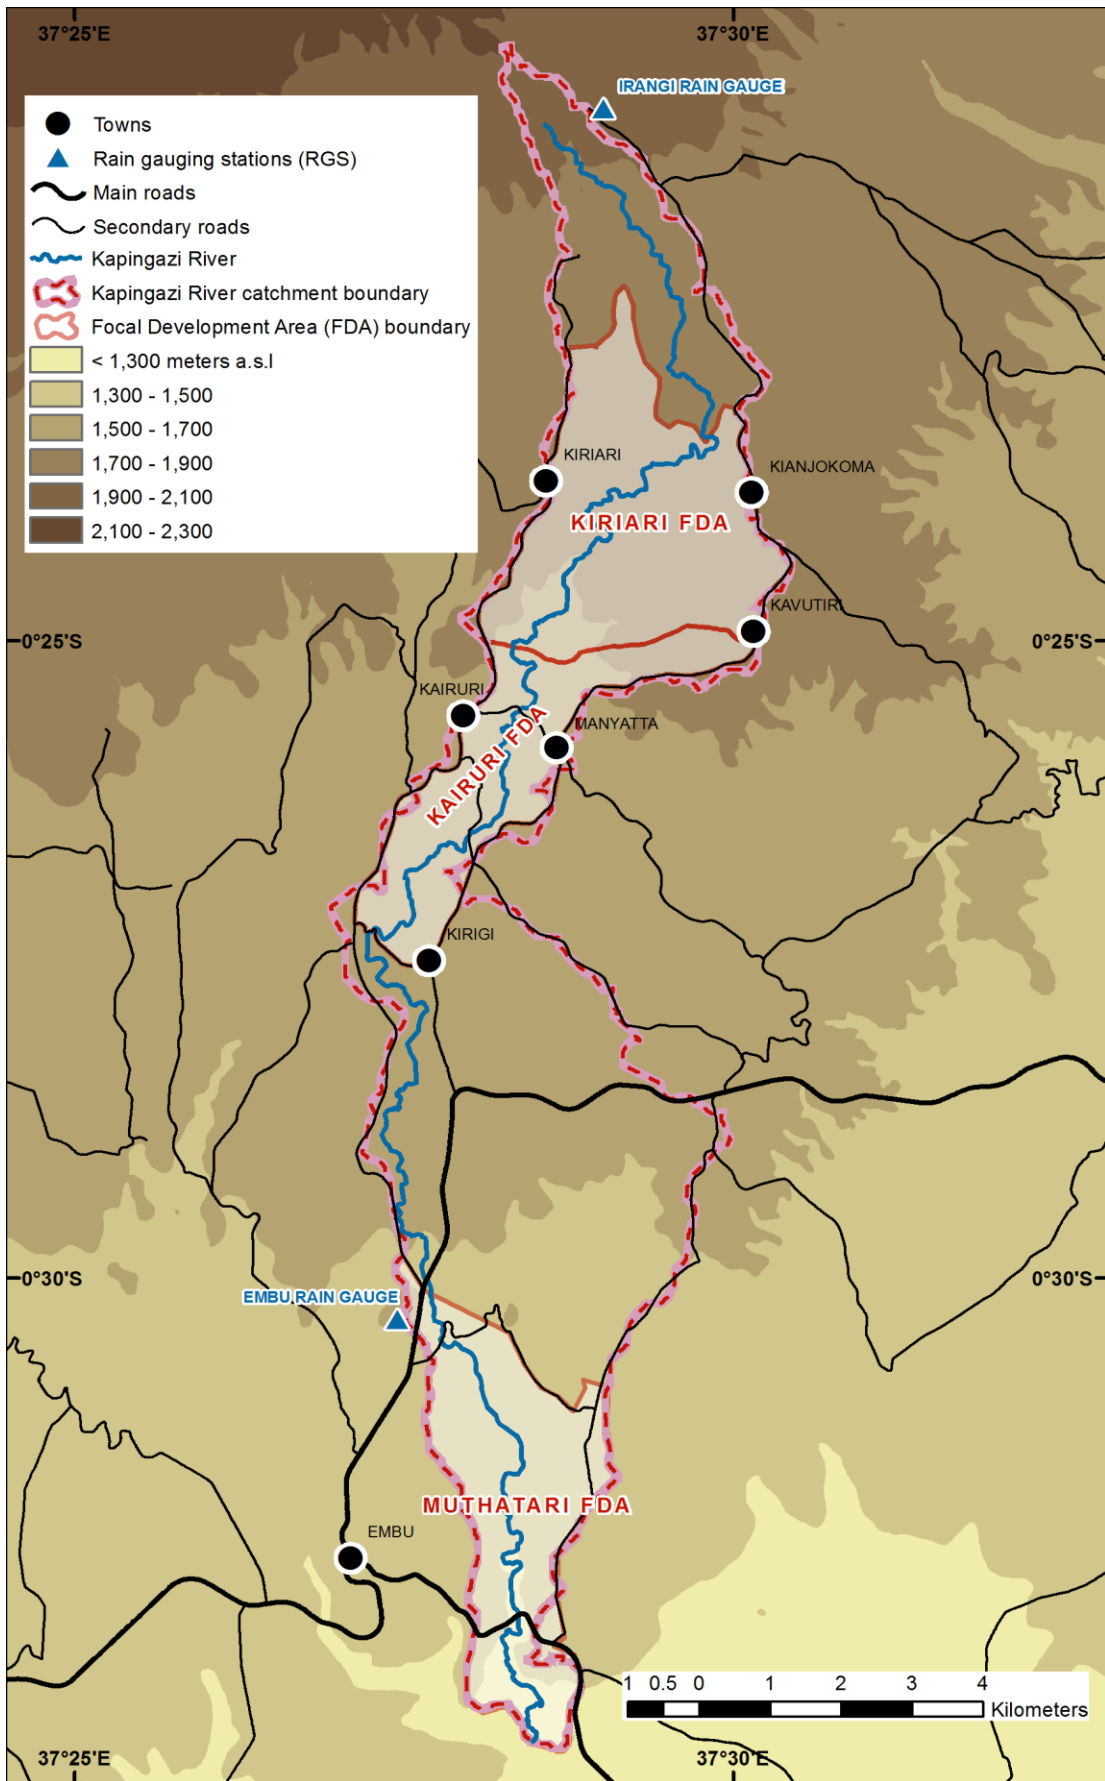 37°25'E
37°30'E
IRANGI RAIN GAUGE
Towns
Rain gauging stations (RGS)
Main roads
Secondary roads
Kapingazi River
Kapingazi River catchment boundary
Focal Development Area (FDA) boundary
< 1,300 meters a.s.l
1,300 - 1,500
1,500 - 1,700
1,700 - 1,900
1,900 - 2,100
2,100 - 2,300
KIRIARI
KIANJOKOMA
KIRIARI FDA
KAVUTIRI
0°25'S
0°25'S
KAIRURI
MANYATTA
KAIRURI FDA
KIRIGI
0°30'S
0°30'S
EMBU RAIN GAUGE
MUTHATARI FDA
EMBU
1 0.5 0 1 2 3 4
Kilometers
37°25'E
37°30'E